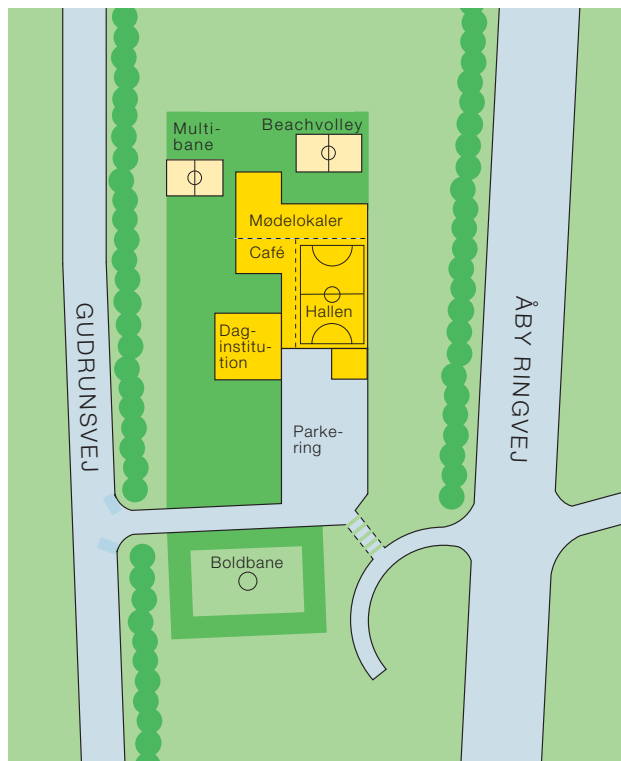 Multi-
bane
Beachvolley
Mødelokaler
Café
Hallen
Dag-
institu-
tion
Parke-
ring
GUDRUNSVEJ
ÅBY RINGVEJ
Boldbane